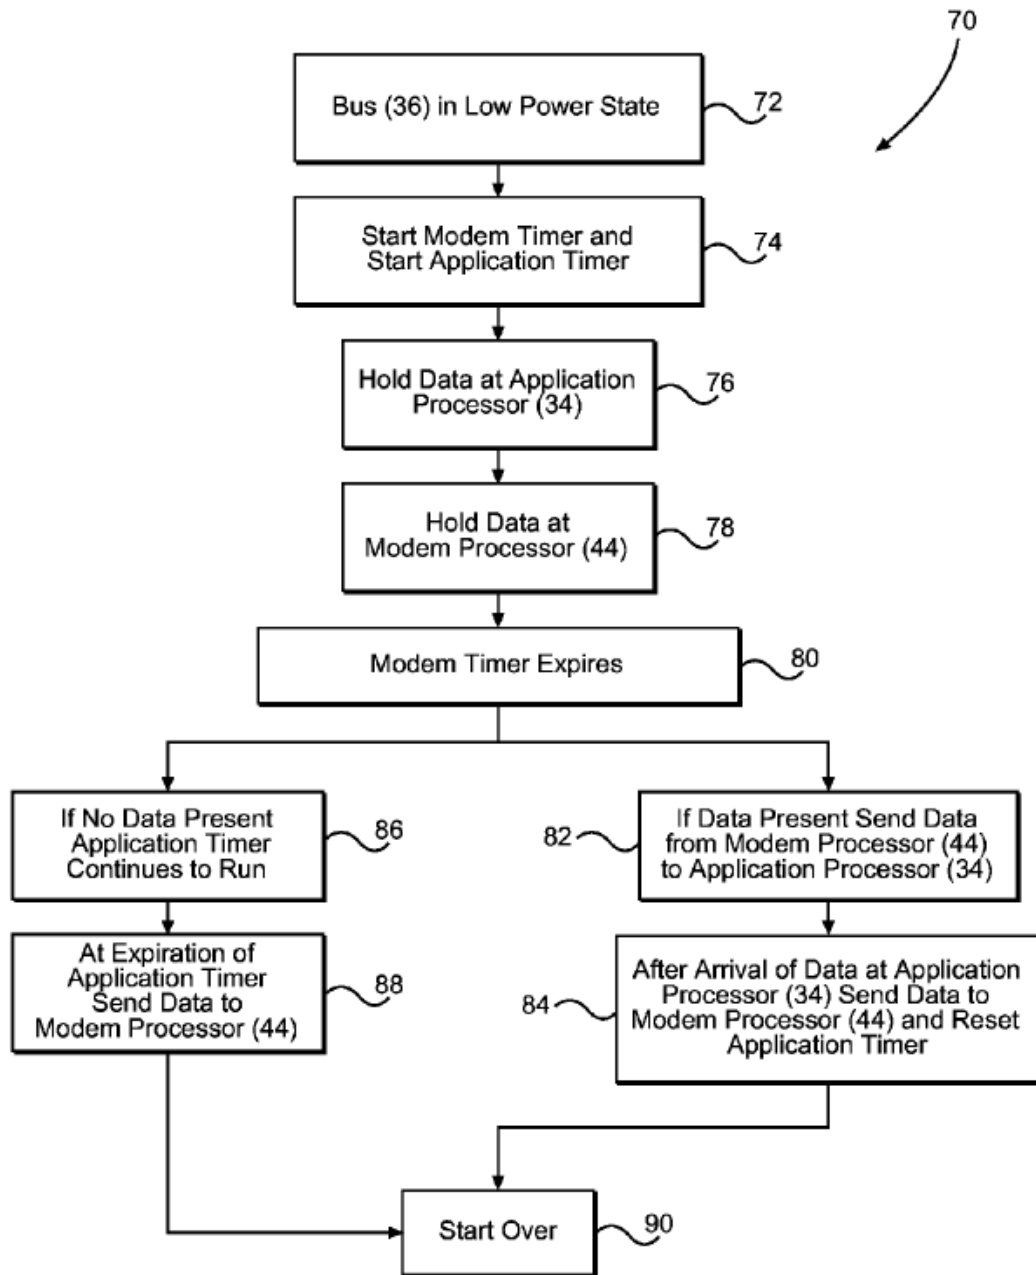 70
Bus (36) in Low Power State
72
Start Modem Timer and
Start Application Timer
74
Hold Data at Application
Processor (34)
76
Hold Data at
Modem Processor (44)
78
Modem Timer Expires
80
If No Data Present
Application Timer
Continues to Run
86
82
If Data Present Send Data
from Modem Processor (44)
to Application Processor (34)
At Expiration of
Application Timer
Send Data to
Modem Processor (44)
88
84
After Arrival of Data at Application
Processor (34) Send Data to
Modem Processor (44) and Reset
Application Timer
Start Over
90